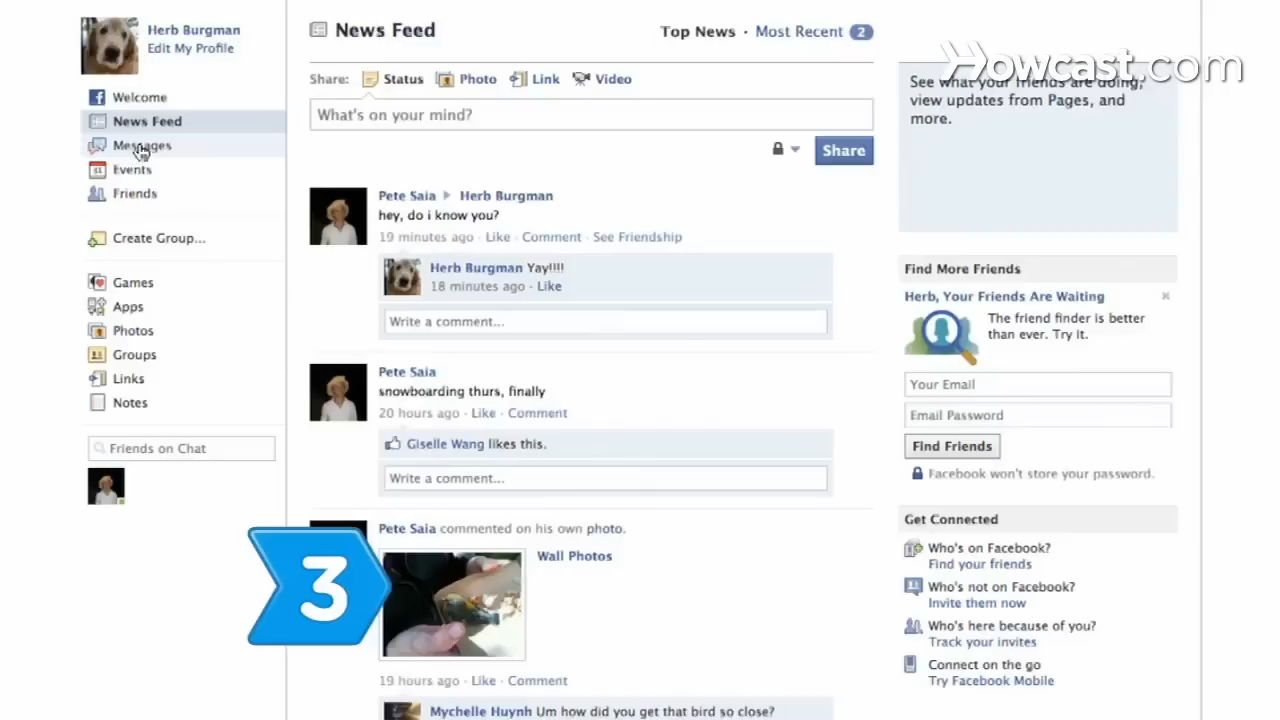 Herb Burgman
Edit My Profile
Welcome
News Feed
Messages
Events
Friends
Create Group...
Games
Apps
Photos
Groups
Links
Notes
Friends on Chat
News Feed
Top News · Most Recent 2
Share: Status Photo Link Video
What's on your mind?
Share
Pete Saia Herb Burgman
hey, do i know you?
19 minutes ago · Like · Comment · See Friendship
Herb Burgman Yay!!!!
18 minutes ago · Like
Write a comment...
Pete Saia
snowboarding thurs, finally
20 hours ago · Like · Comment
Giselle Wang likes this.
Write a comment...
Pete Saia commented on his own photo.
Wall Photos
3
19 hours ago · Like · Comment
Mychelle Huynh Um how did you get that bird so close?
Howcast.com
See what your friends are doing,
view updates from Pages, and
more.
Find More Friends
Herb, Your Friends Are Waiting
The friend finder is better
than ever. Try It.
Your Email
Email Password
Find Friends
Facebook won't store your password.
Get Connected
Who's on Facebook?
Find your friends
Who's not on Facebook?
Invite them now
Who's here because of you?
Track your invites
Connect on the go
Try Facebook Mobile